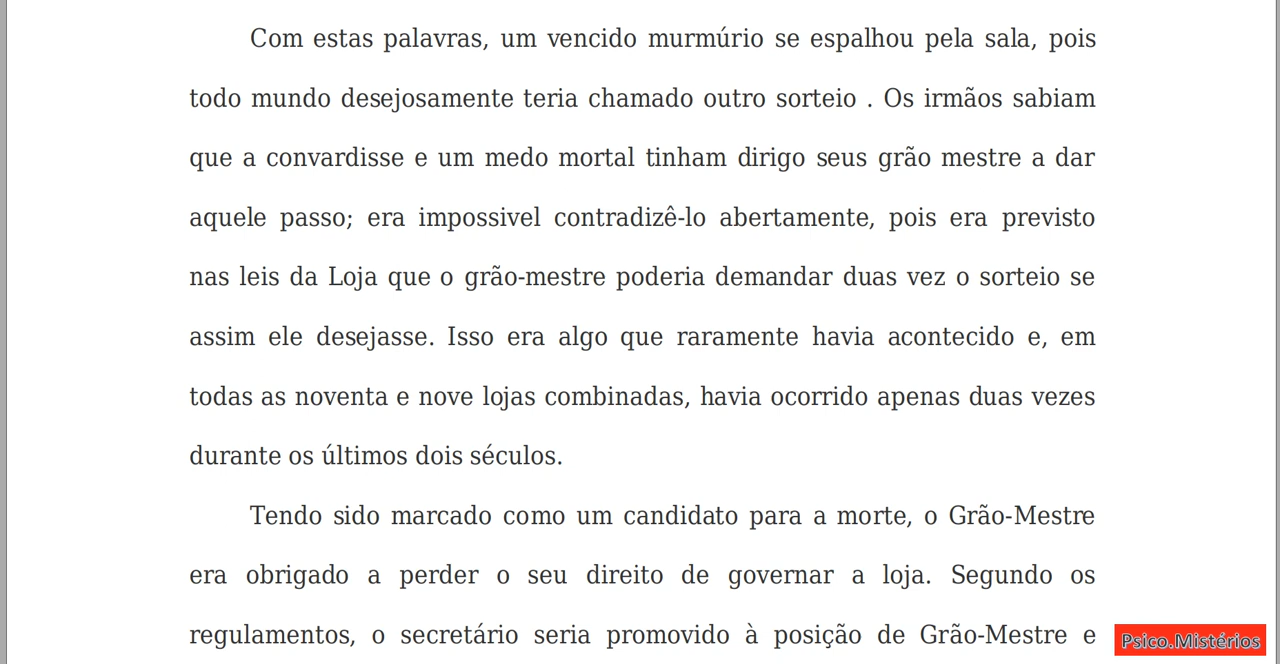 Com estas palavras, um vencido murmúrio se espalhou pela sala, pois
todo mundo desejosamente teria chamado outro sorteio . Os irmãos sabiam
que a convardisse e um medo mortal tinham dirigo seus grão mestre a dar
aquele passo; era impossivel contradizê-lo abertamente, pois era previsto
nas leis da Loja que o grão-mestre poderia demandar duas vez o sorteio se
assim ele desejasse. Isso era algo que raramente havia acontecido e, em
todas as noventa e nove lojas combinadas, havia ocorrido apenas duas vezes
durante os últimos dois séculos.
Tendo sido marcado como um candidato para a morte, o Grão-Mestre
era obrigado a perder o seu direito de governar a loja. Segundo os
regulamentos, o secretário seria promovido à posição de Grão-Mestre e
Psico.Mistérios